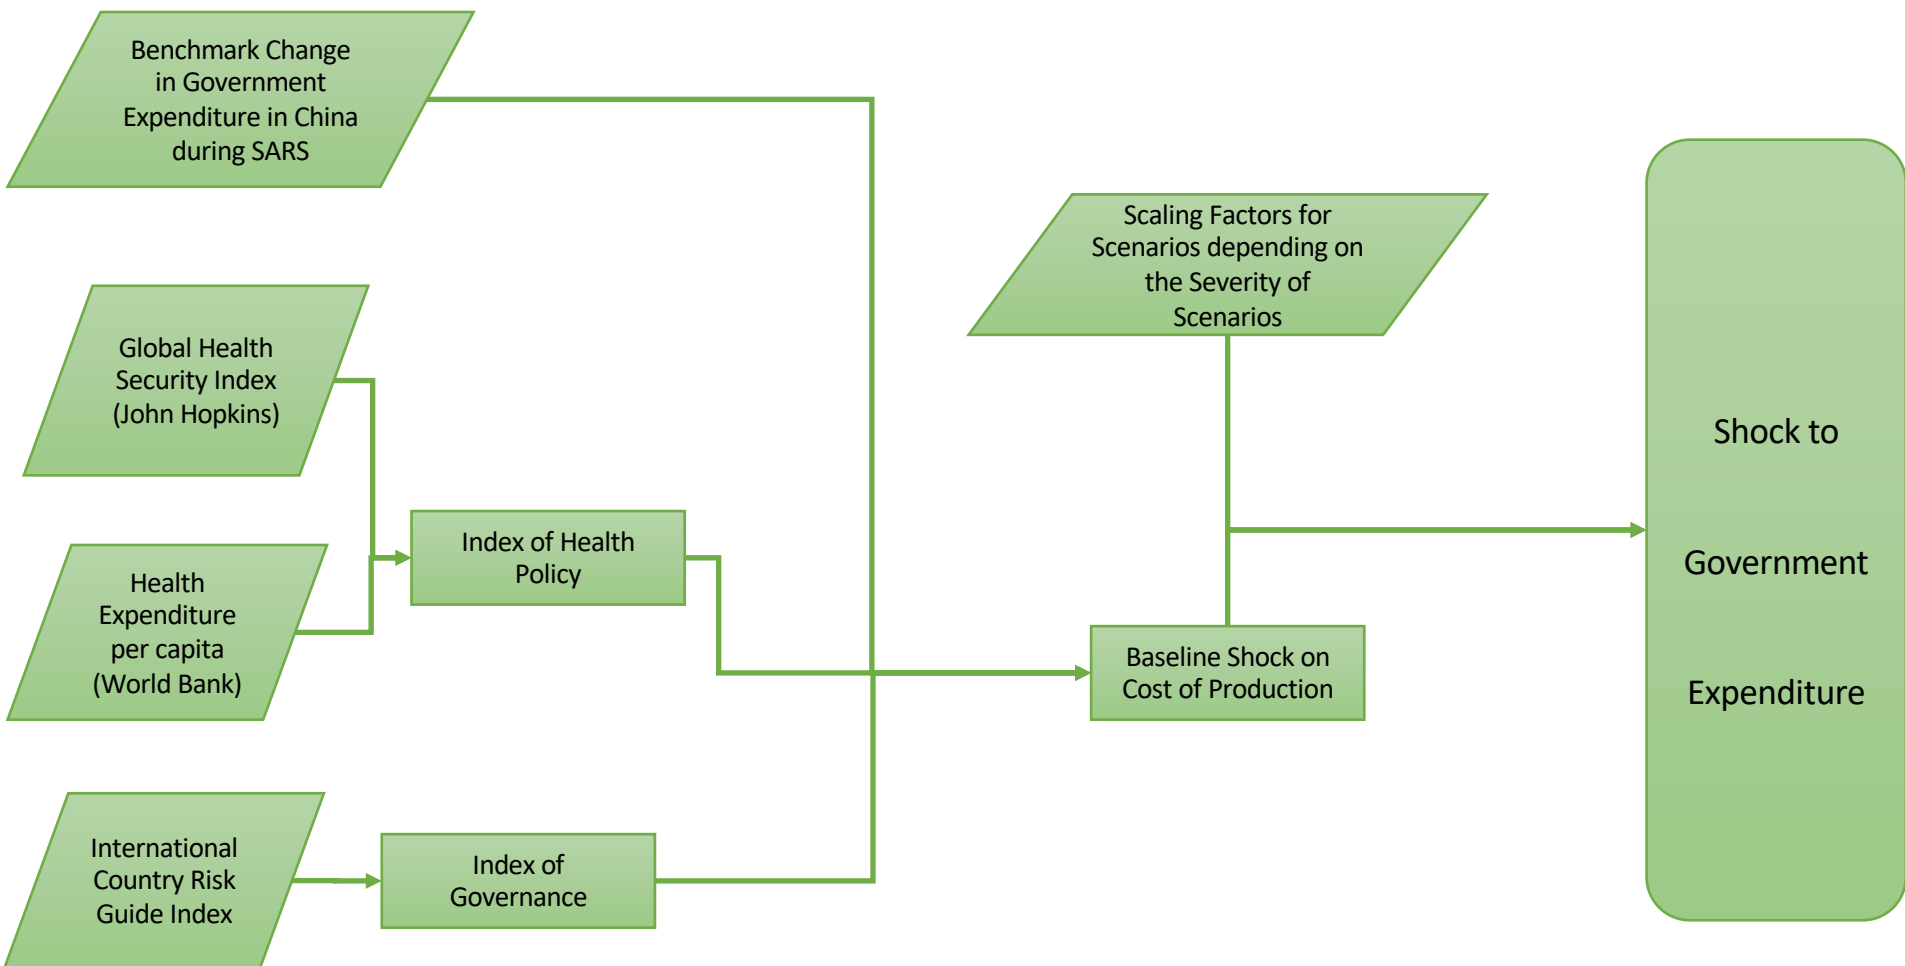 Benchmark Change
in Government
Expenditure in China
during SARS
Scaling Factors for
Scenarios depending on
the Severity of
Scenarios
Global Health
Security Index
(John Hopkins)
Index of Health
Policy
Health
Expenditure
per capita
(World Bank)
Baseline Shock on
Cost of Production
International
Country Risk
Guide Index
Index of
Governance
Shock to
Government
Expenditure